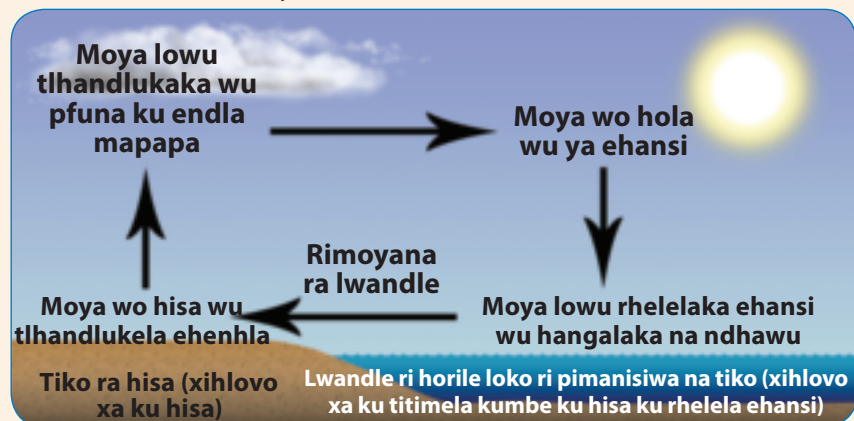 Moya lowu
tlhandlukaka wu
pfuna ku endla
mapapa
Moya wo hola
wu ya ehansi
Rimoyana
ra lwandle
Moya wo hisa wu
tlhandlukela ehenhla
Moya lowu rhelelaka ehansi
wu hangalaka na ndhawu
Tiko ra hisa (xihlovo
xa ku hisa)
Lwandle ri horile loko ri pimanisiwa na tiko (xihlovo
xa ku titimela kumbe ku hisa ku rhelela ehansi)